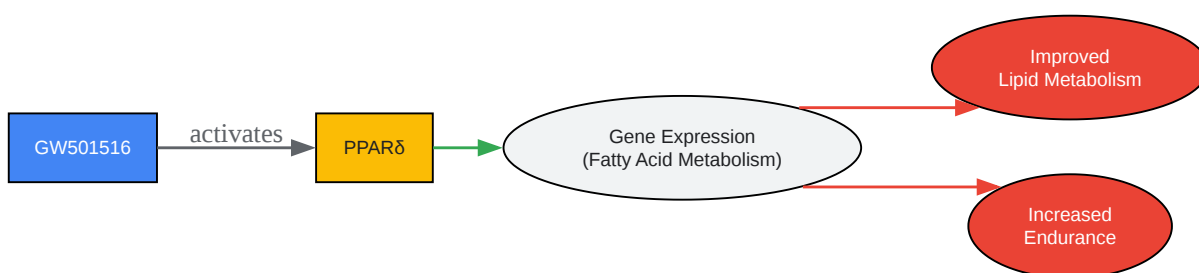 GW501516
activates
PPARδ
Gene Expression
(Fatty Acid Metabolism)
Improved
Lipid Metabolism
Increased
Endurance